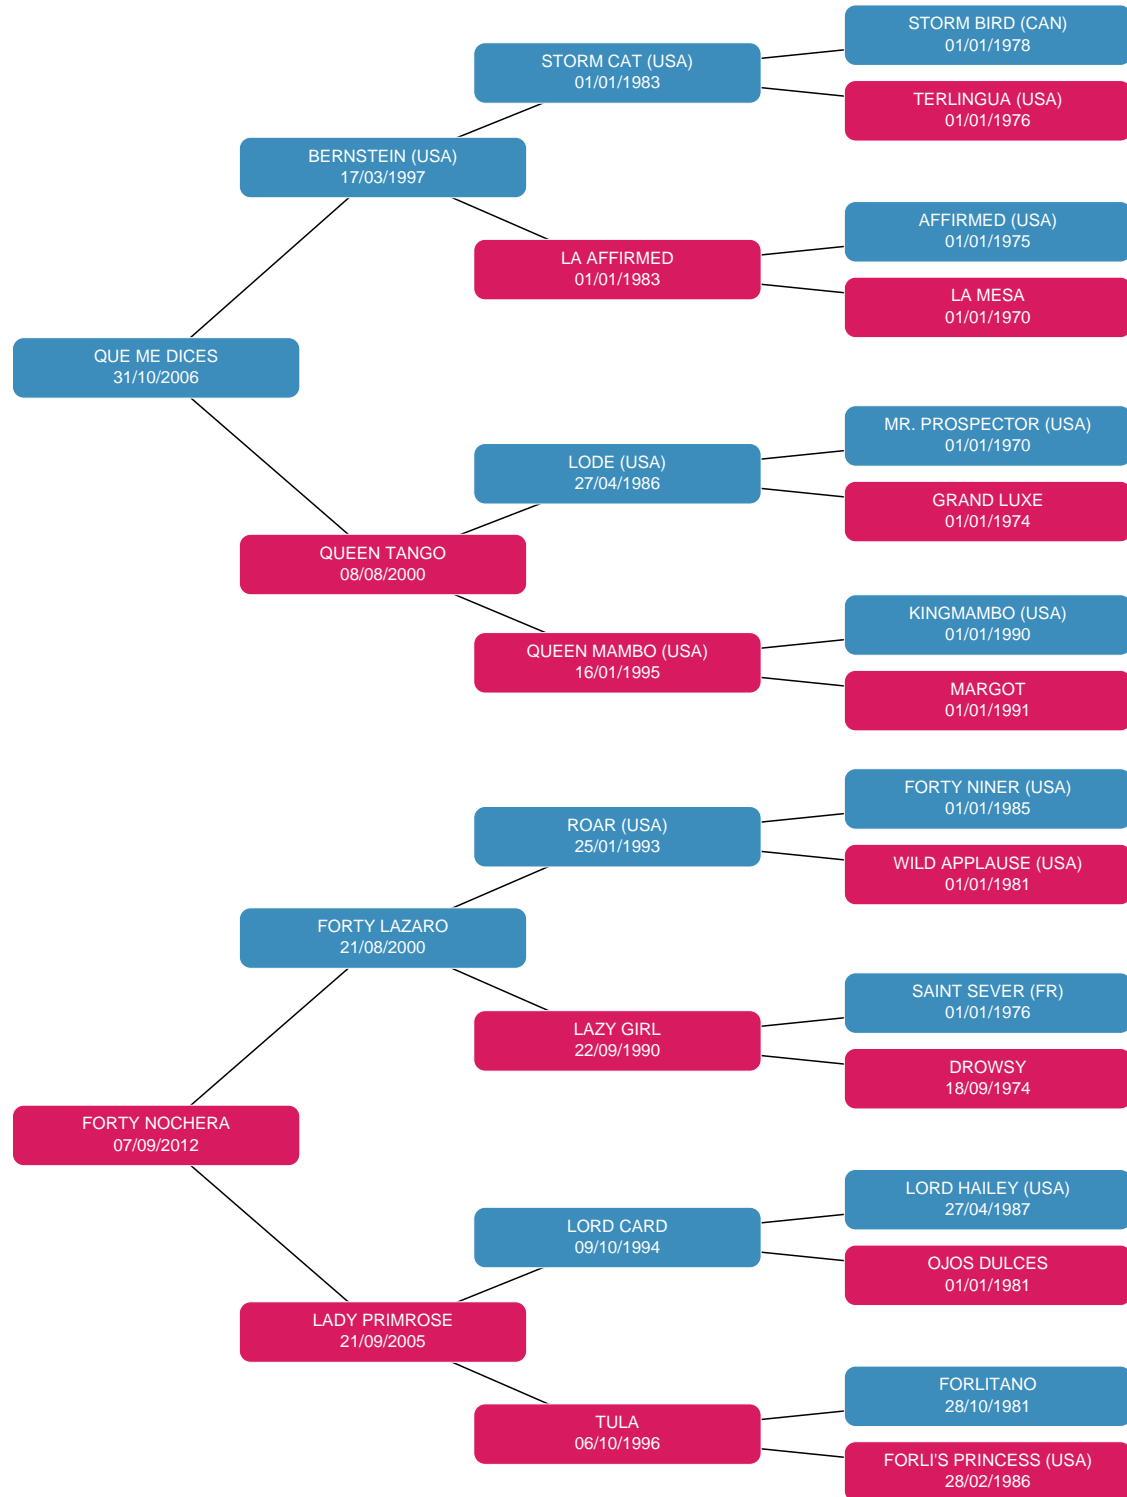 STORM BIRD (CAN)
01/01/1978
STORM CAT (USA)
01/01/1983
TERLINGUA (USA)
01/01/1976
BERNSTEIN (USA)
17/03/1997
AFFIRMED (USA)
01/01/1975
LA AFFIRMED
01/01/1983
LA MESA
01/01/1970
QUE ME DICES
31/10/2006
MR. PROSPECTOR (USA)
01/01/1970
LODE (USA)
27/04/1986
GRAND LUXE
01/01/1974
QUEEN TANGO
08/08/2000
KINGMAMBO (USA)
01/01/1990
QUEEN MAMBO (USA)
16/01/1995
MARGOT
01/01/1991
FORTY NINER (USA)
01/01/1985
ROAR (USA)
25/01/1993
WILD APPLAUSE (USA)
01/01/1981
FORTY LAZARO
21/08/2000
SAINT SEVER (FR)
01/01/1976
LAZY GIRL
22/09/1990
DROWSY
18/09/1974
FORTY NOCHERA
07/09/2012
LORD HAILEY (USA)
27/04/1987
LORD CARD
09/10/1994
OJOS DULCES
01/01/1981
LADY PRIMROSE
21/09/2005
FORLITANO
28/10/1981
TULA
06/10/1996
FORLI'S PRINCESS (USA)
28/02/1986